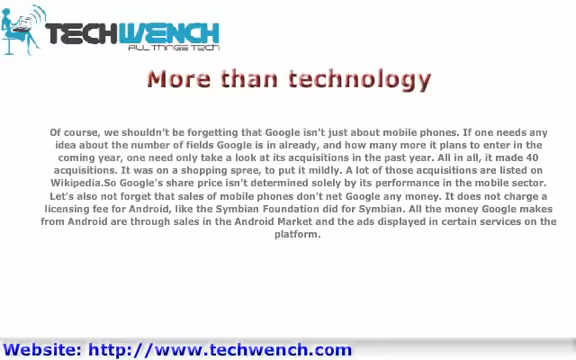 TECHWENCH
ALL THINGS TECH
More than technology
Of course, we shouldn't be forgetting that Google isn't just about mobile phones. If one needs any
idea about the number of fields Google is in already, and how many more it plans to enter in the
coming year, one need only take a look at its acquisitions in the past year. All in all, it made 40
acquisitions. It was on a shopping spree, to put it mildly. A lot of those acquisitions are listed on
Wikipedia.So Google's share price isn't determined solely by its performance in the mobile sector.
Let's also not forget that sales of mobile phones don't net Google any money. It does not charge a
licensing fee for Android, like the Symbian Foundation did for Symbian. All the money Google makes
from Android are through sales in the Android Market and the ads displayed in certain services on the
platform.
Website: http://www.techwench.com